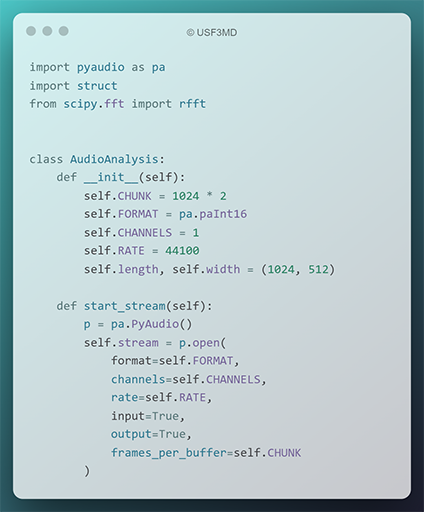 © USF3MD
import pyaudio as pa
import struct
from scipy.fft import rfft
class AudioAnalysis:
    def __init__(self):
        self.CHUNK = 1024 * 2
        self.FORMAT = pa.paInt16
        self.CHANNELS = 1
        self.RATE = 44100
        self.length, self.width = (1024, 512)
    def start_stream(self):
        p = pa.PyAudio()
        self.stream = p.open(
            format=self.FORMAT,
            channels=self.CHANNELS,
            rate=self.RATE,
            input=True,
            output=True,
            frames_per_buffer=self.CHUNK
        )